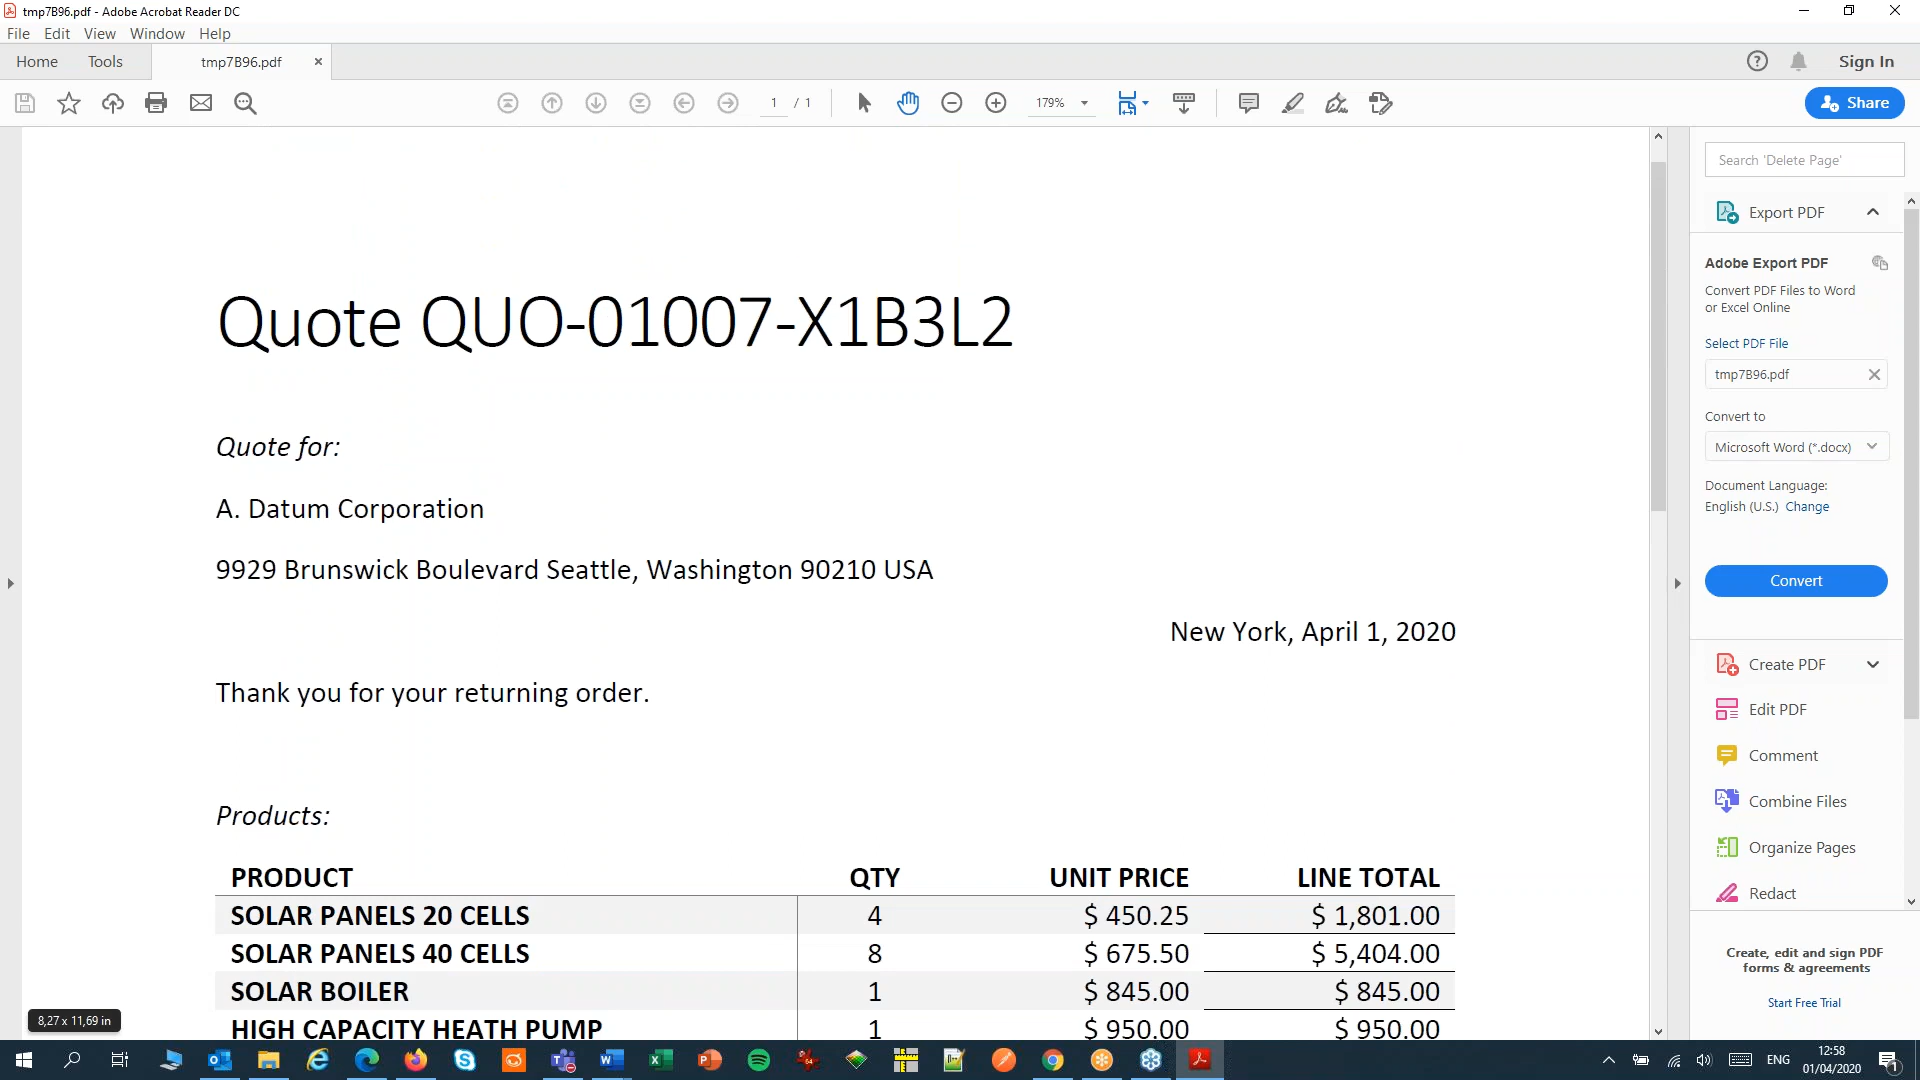 tmp7B96.pdf - Adobe Acrobat Reader DC
File Edit View Window Help
Home Tools tmp7B96.pdf × Sign In
1 / 1 179% Share
Search 'Delete Page'
Export PDF
Adobe Export PDF
Convert PDF Files to Word
or Excel Online
Select PDF File
tmp7B96.pdf
Convert to
Microsoft Word (*.docx)
Document Language:
English (U.S.) Change
Convert
Create PDF
Edit PDF
Comment
Combine Files
Organize Pages
Redact
Create, edit and sign PDF
forms & agreements
Start Free Trial
Quote QUO-01007-X1B3L2
Quote for:
A. Datum Corporation
9929 Brunswick Boulevard Seattle, Washington 90210 USA
New York, April 1, 2020
Thank you for your returning order.
Products:
PRODUCT QTY UNIT PRICE LINE TOTAL
SOLAR PANELS 20 CELLS 4 $ 450.25 $ 1,801.00
SOLAR PANELS 40 CELLS 8 $ 675.50 $ 5,404.00
SOLAR BOILER 1 $ 845.00 $ 845.00
HIGH CAPACITY HEATH PUMP 1 $ 950.00 $ 950.00
8,27 x 11,69 in
ENG
12:58
01/04/2020
1